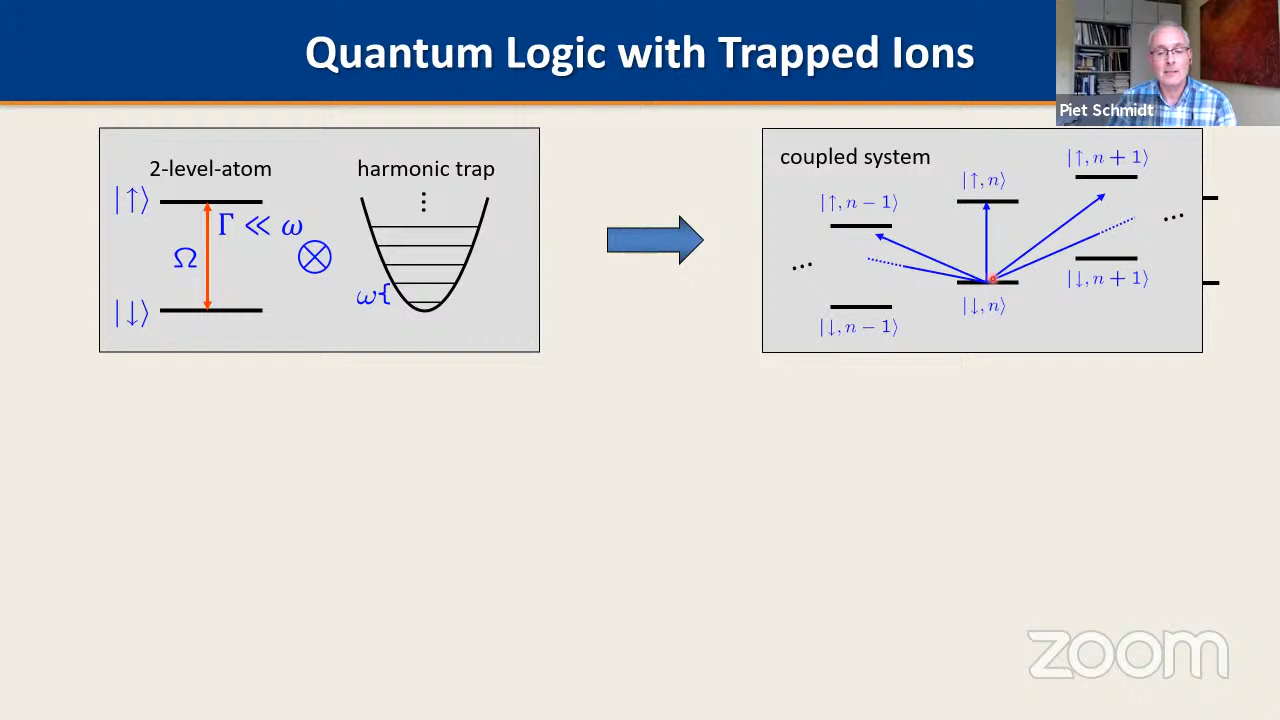 Quantum Logic with Trapped Ions
Piet Schmidt
2-level-atom
harmonic trap
|↑⟩
Γ ≪ ω
Ω
⊗
ω{
|↓⟩
coupled system
|↑, n − 1⟩
|↑, n⟩
|↑, n + 1⟩
|↓, n − 1⟩
|↓, n⟩
|↓, n + 1⟩
zoom